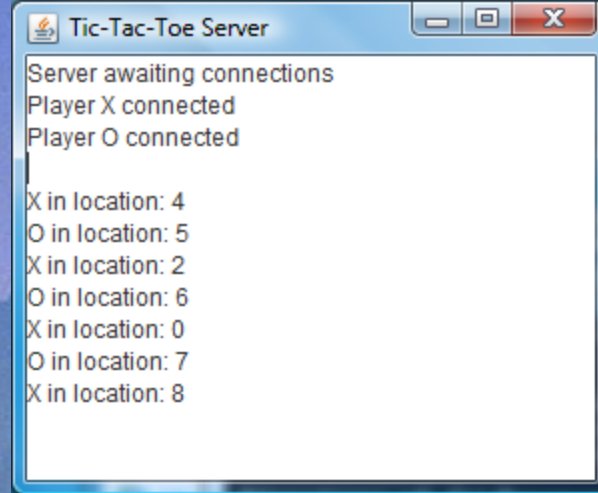 Tic-Tac-Toe Server
Server awaiting connections
Player X connected
Player O connected
X in location: 4
O in location: 5
X in location: 2
O in location: 6
X in location: 0
O in location: 7
X in location: 8